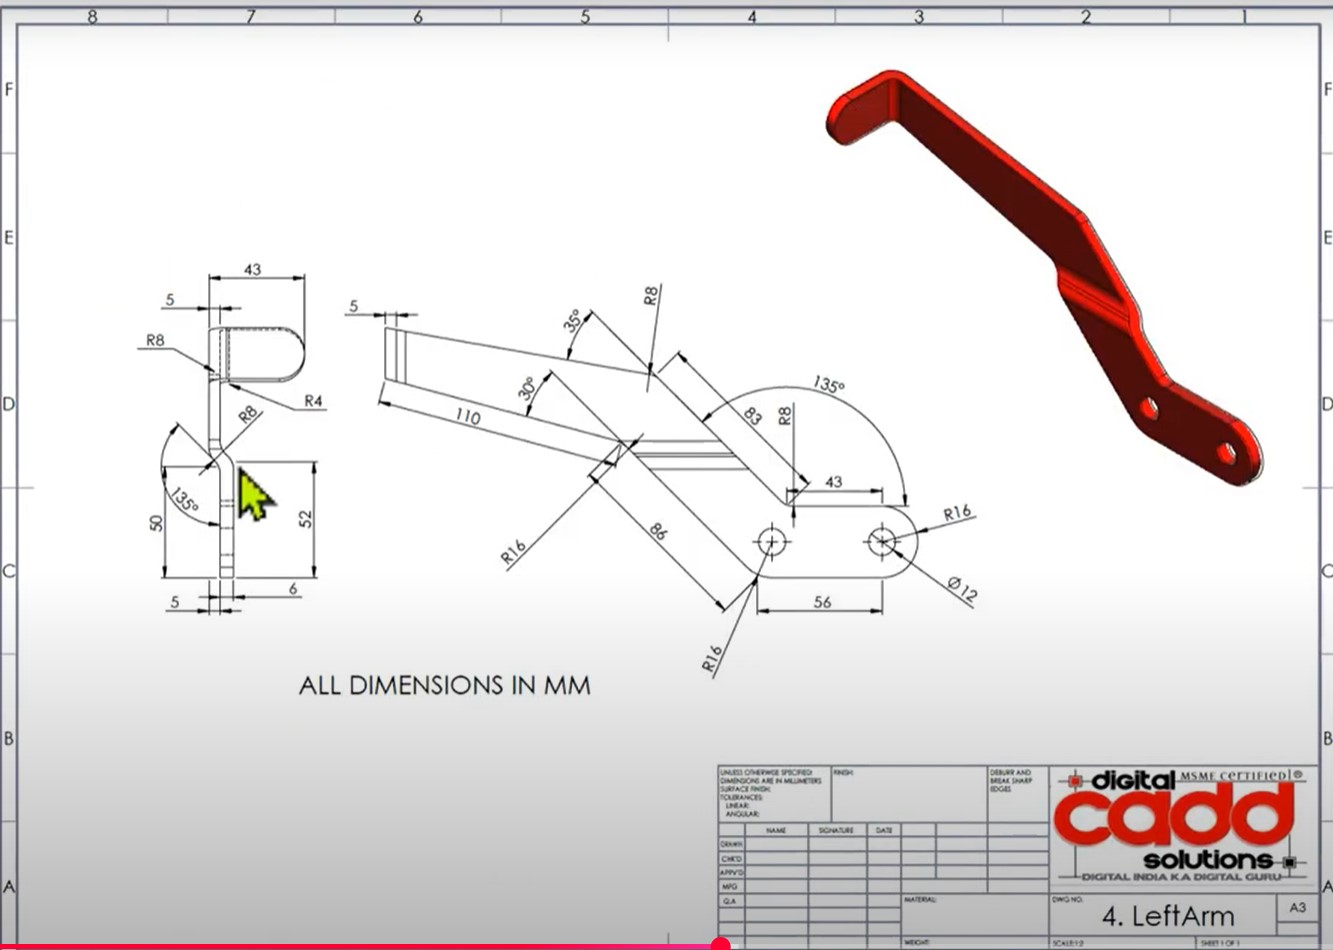 8 7 6 5 4 3 2 1
F F
E E
D D
C C
B B
A A
43
5
R8
R4
R8
135°
50
52
6
5
5
110
30°
35°
R8
83
135°
R8
43
R16
Ø12
56
R16
86
R16
ALL DIMENSIONS IN MM
UNLESS OTHERWISE SPECIFIED:
DIMENSIONS ARE IN MILLIMETERS
SURFACE FINISH:
TOLERANCES:
LINEAR:
ANGULAR:
FINISH:
DEBURR AND
BREAK SHARP
EDGES
NAME SIGNATURE DATE
DRAWN
CHK'D
APPV'D
MFG
Q.A
MATERIAL:
WEIGHT:
digital MSME CERTIFIED! ®
cadd
solutions
DIGITAL INDIA KA DIGITAL GURU
DWG NO.
4. LeftArm
A3
SCALE:1:2
SHEET 1 OF 1